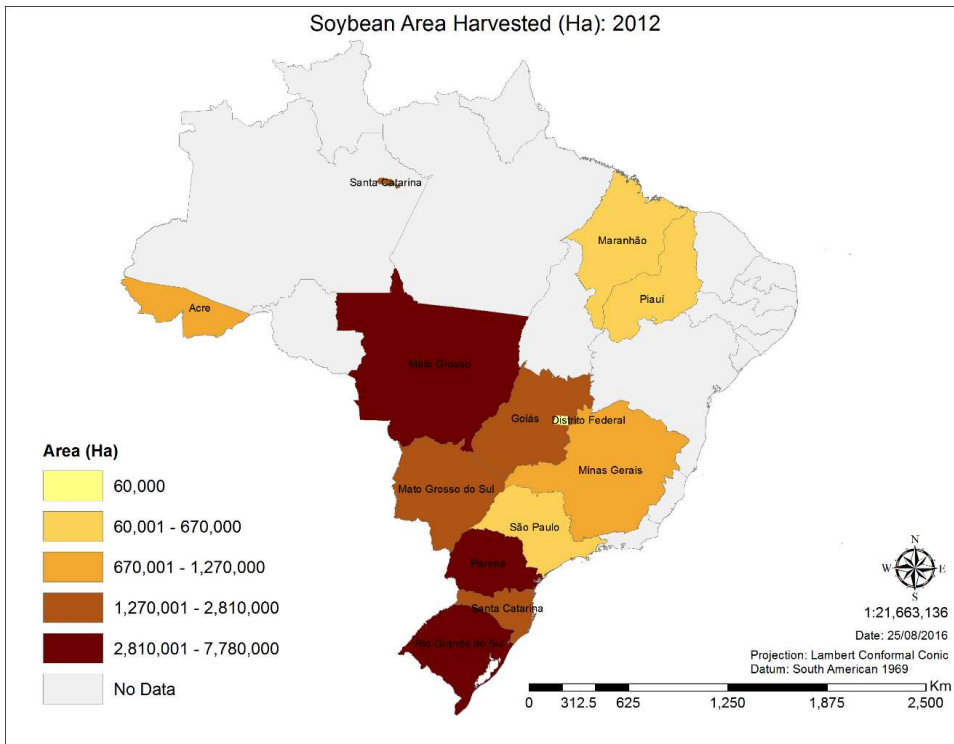 Soybean Area Harvested (Ha): 2012
Santa Catarina
Maranhão
Piauí
Acre
Mato Grosso
Goiás
Distrito Federal
Minas Gerais
Mato Grosso do Sul
São Paulo
Paraná
Santa Catarina
Rio Grande do Sul
Area (Ha)
60,000
60,001 - 670,000
670,001 - 1,270,000
1,270,001 - 2,810,000
2,810,001 - 7,780,000
No Data
N
W E
S
1:21,663,136
Date: 25/08/2016
Projection: Lambert Conformal Conic
Datum: South American 1969
Km
0 312.5 625 1,250 1,875 2,500